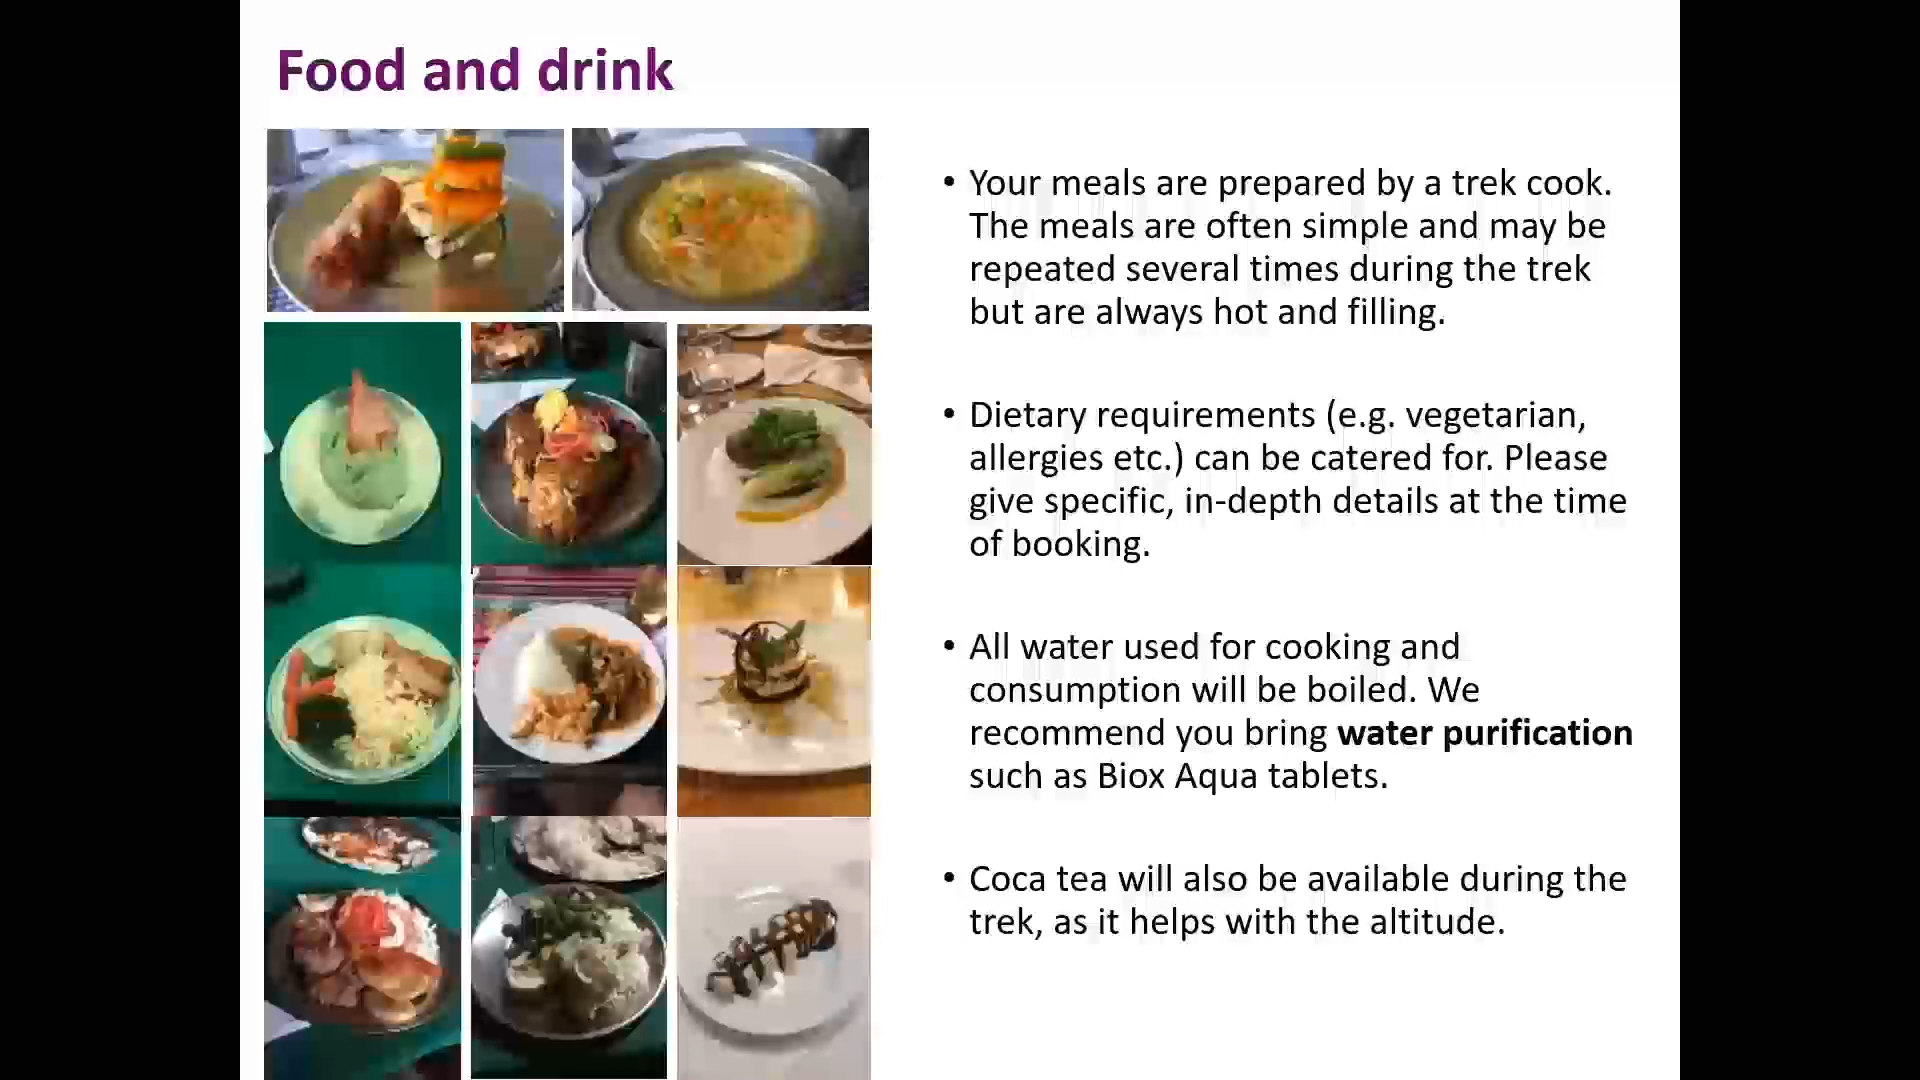 Food and drink
• Your meals are prepared by a trek cook.
The meals are often simple and may be
repeated several times during the trek
but are always hot and filling.
• Dietary requirements (e.g. vegetarian,
allergies etc.) can be catered for. Please
give specific, in-depth details at the time
of booking.
• All water used for cooking and
consumption will be boiled. We
recommend you bring water purification
such as Biox Aqua tablets.
• Coca tea will also be available during the
trek, as it helps with the altitude.